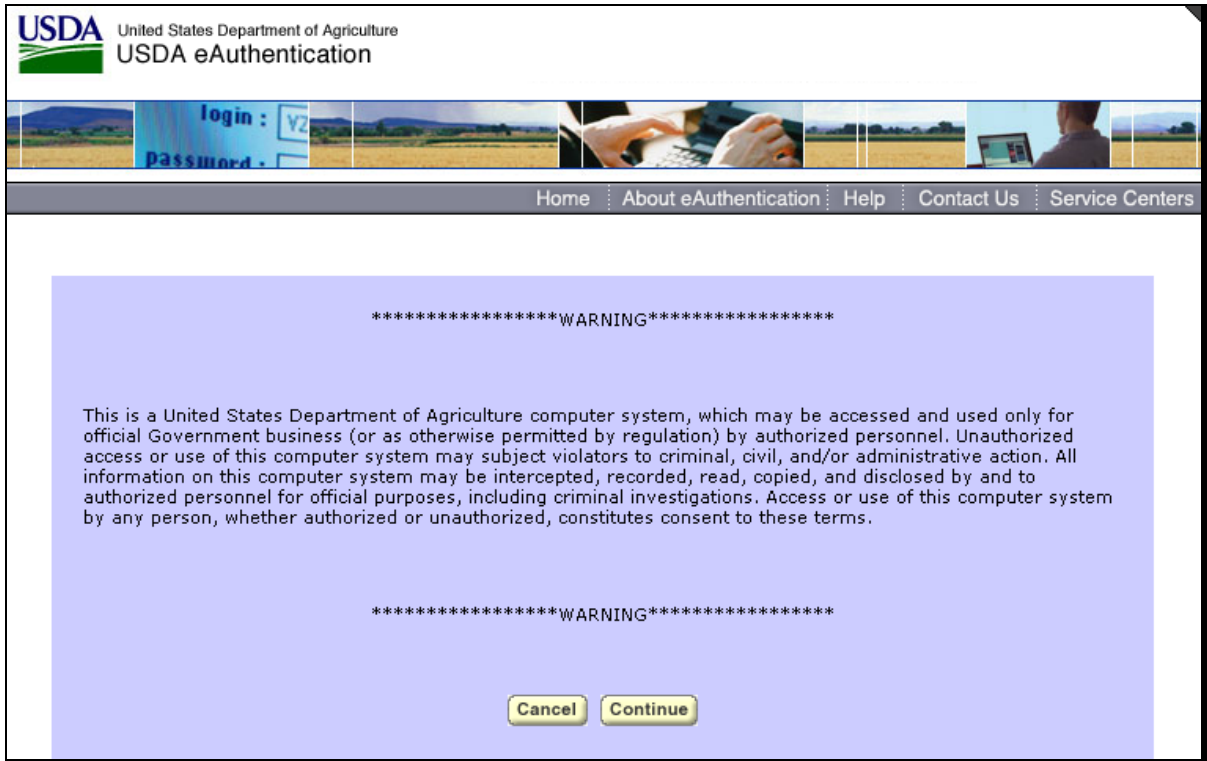 USDA
United States Department of Agriculture
USDA eAuthentication
login : YZ
password :
Home About eAuthentication Help Contact Us Service Centers
*****************WARNING*****************
This is a United States Department of Agriculture computer system, which may be accessed and used only for
official Government business (or as otherwise permitted by regulation) by authorized personnel. Unauthorized
access or use of this computer system may subject violators to criminal, civil, and/or administrative action. All
information on this computer system may be intercepted, recorded, read, copied, and disclosed by and to
authorized personnel for official purposes, including criminal investigations. Access or use of this computer system
by any person, whether authorized or unauthorized, constitutes consent to these terms.
*****************WARNING*****************
Cancel Continue